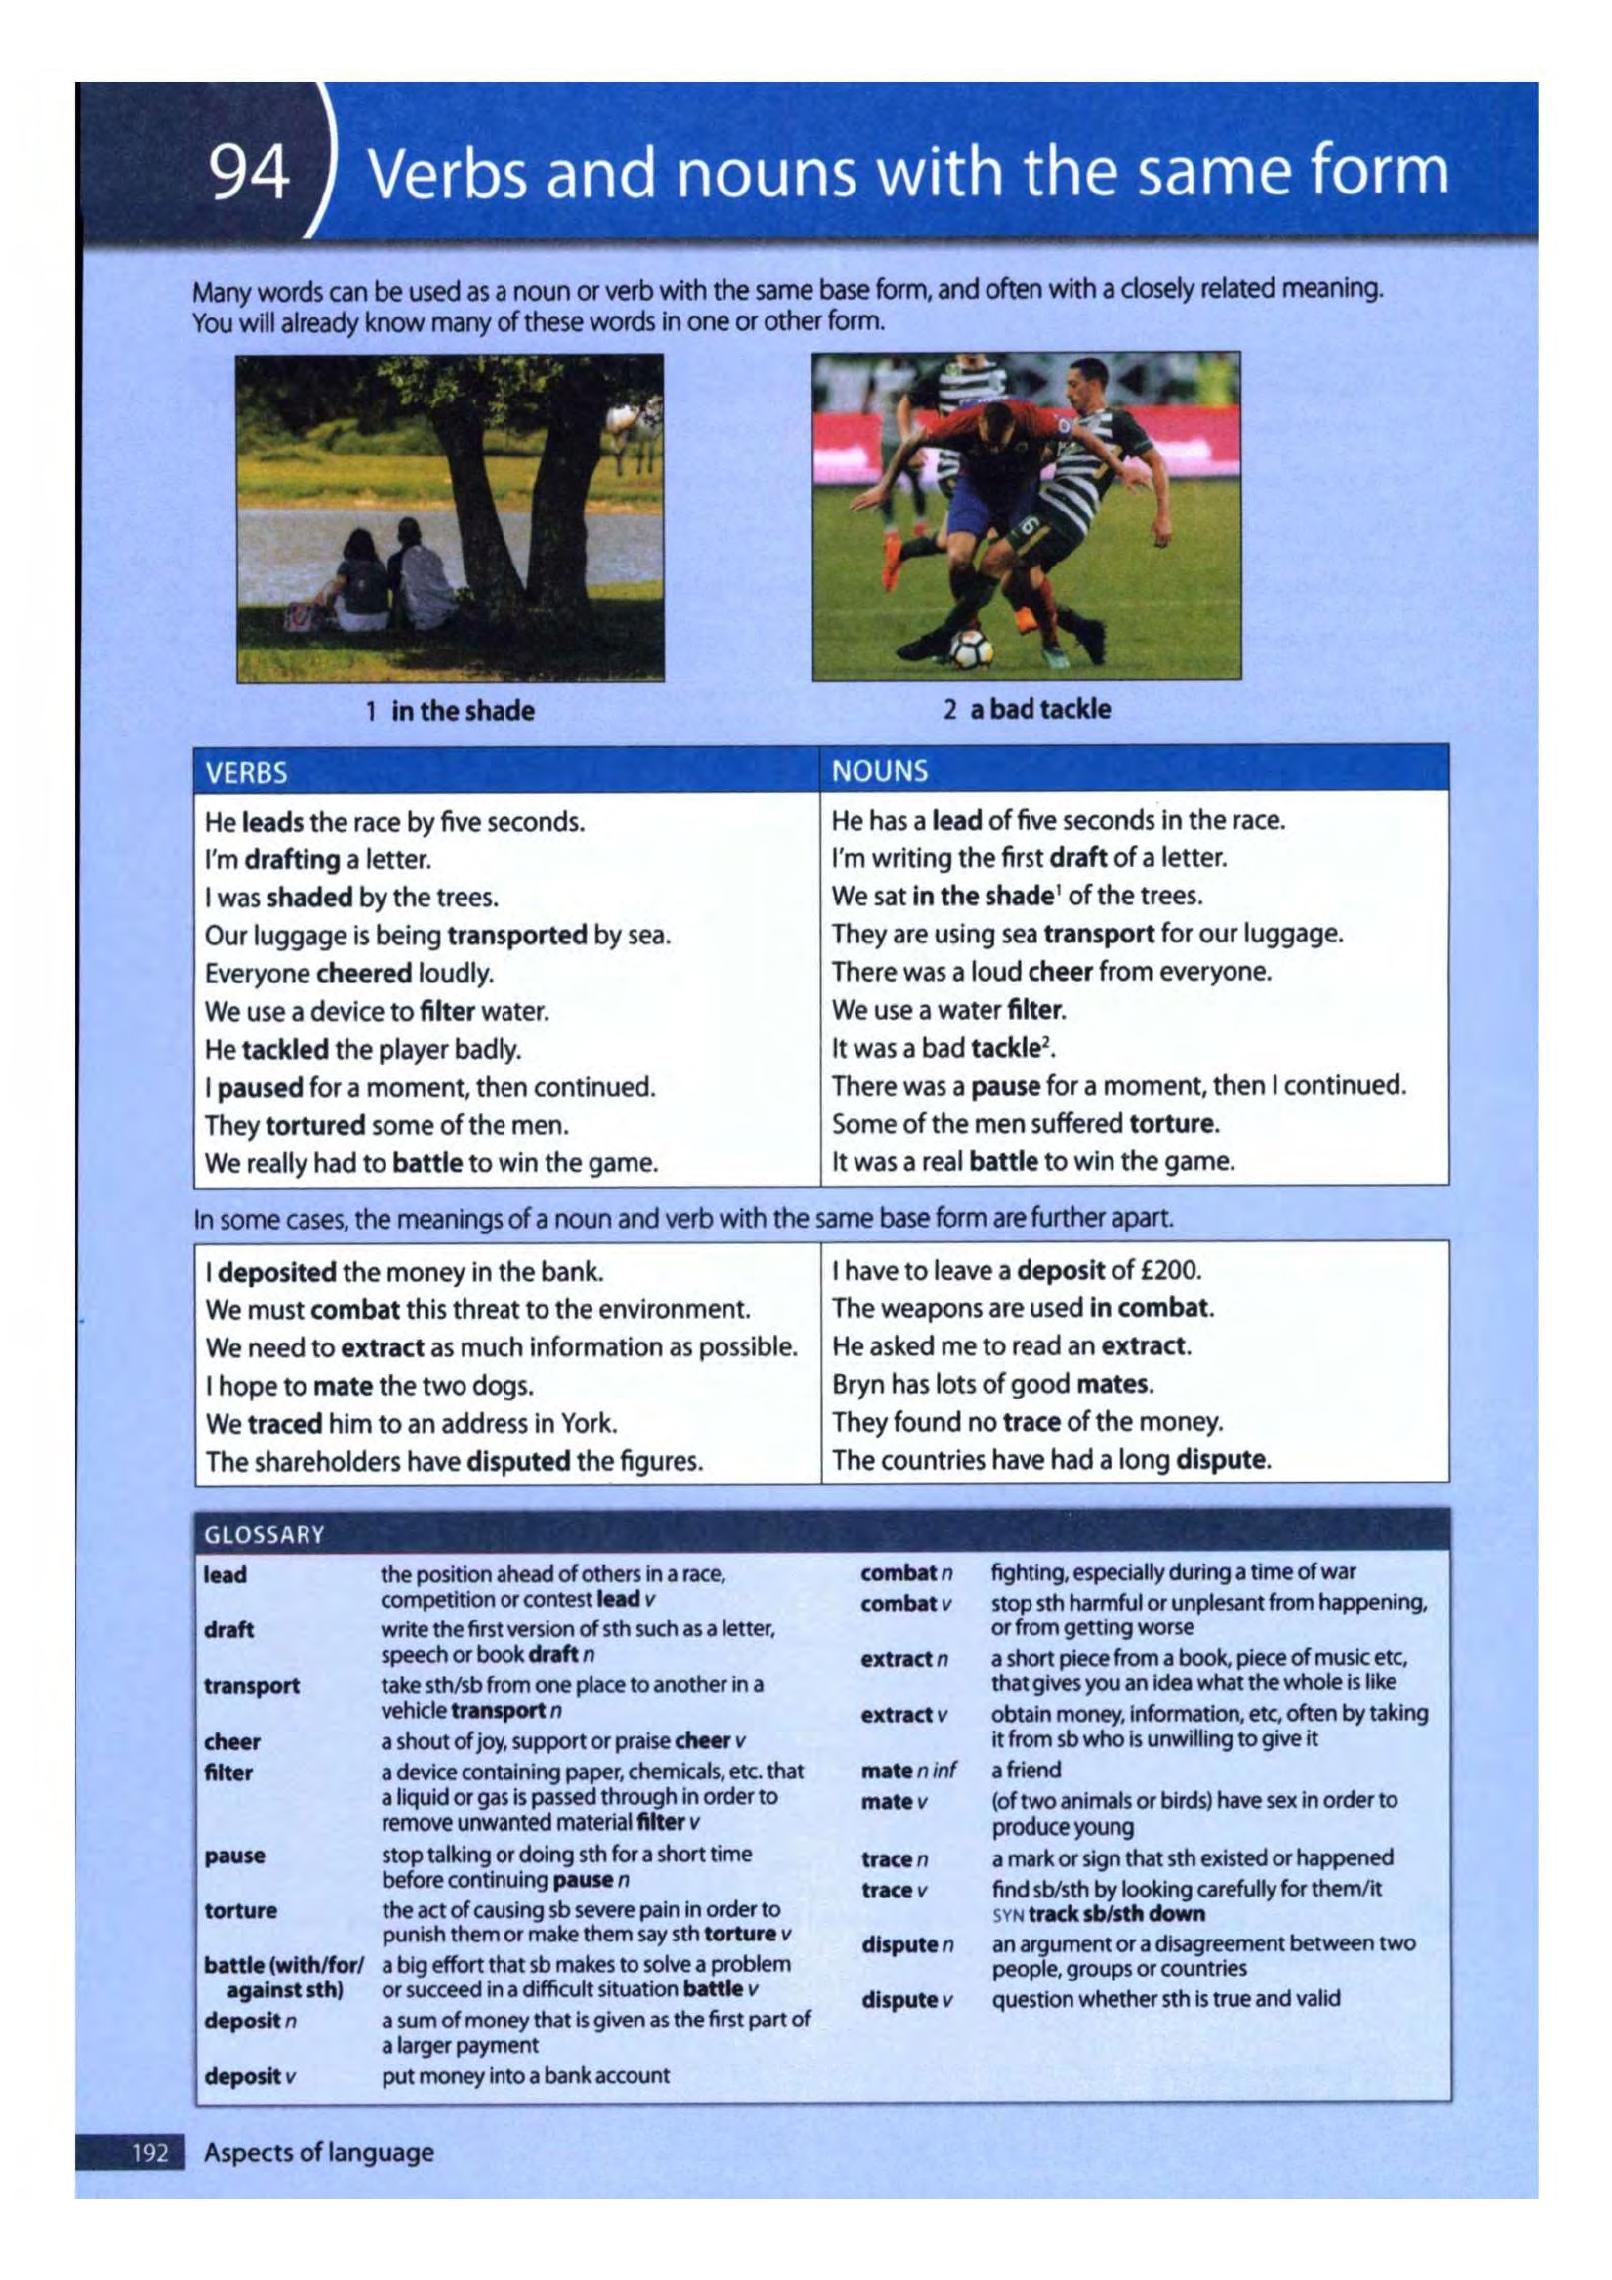 94
Verbs and nouns with the same form
Many words can be used as a noun or verb with the same base form, and often with a closely related meaning.
You will already know many of these words in one or other form.
1 in the shade
2 a bad tackle
VERBS
NOUNS
He leads the race by five seconds.
He has a lead of five seconds in the race.
I'm drafting a letter.
I'm writing the first draft of a letter.
I was shaded by the trees.
We sat in the shade¹ of the trees.
Our luggage is being transported by sea.
They are using sea transport for our luggage.
Everyone cheered loudly.
There was a loud cheer from everyone.
We use a device to filter water.
We use a water filter.
He tackled the player badly.
It was a bad tackle².
I paused for a moment, then continued.
There was a pause for a moment, then I continued.
They tortured some of the men.
Some of the men suffered torture.
We really had to battle to win the game.
It was a real battle to win the game.
In some cases, the meanings of a noun and verb with the same base form are further apart.
I deposited the money in the bank.
I have to leave a deposit of £200.
We must combat this threat to the environment.
The weapons are used in combat.
We need to extract as much information as possible.
He asked me to read an extract.
I hope to mate the two dogs.
Bryn has lots of good mates.
We traced him to an address in York.
They found no trace of the money.
The shareholders have disputed the figures.
The countries have had a long dispute.
GLOSSARY
lead the position ahead of others in a race,
competition or contest lead v
draft write the first version of sth such as a letter,
speech or book draft n
transport take sth/sb from one place to another in a
vehicle transport n
cheer a shout of joy, support or praise cheer v
filter a device containing paper, chemicals, etc. that
a liquid or gas is passed through in order to
remove unwanted material filter v
pause stop talking or doing sth for a short time
before continuing pause n
torture the act of causing sb severe pain in order to
punish them or make them say sth torture v
battle (with/for/ a big effort that sb makes to solve a problem
against sth) or succeed in a difficult situation battle v
deposit n a sum of money that is given as the first part of
a larger payment
deposit v put money into a bank account
combat n fighting, especially during a time of war
combat v stop sth harmful or unplesant from happening,
or from getting worse
extract n a short piece from a book, piece of music etc,
that gives you an idea what the whole is like
extract v obtain money, information, etc, often by taking
it from sb who is unwilling to give it
mate n inf a friend
mate v (of two animals or birds) have sex in order to
produce young
trace n a mark or sign that sth existed or happened
trace v find sb/sth by looking carefully for them/it
SYN track sb/sth down
dispute n an argument or a disagreement between two
people, groups or countries
dispute v question whether sth is true and valid
192 Aspects of language